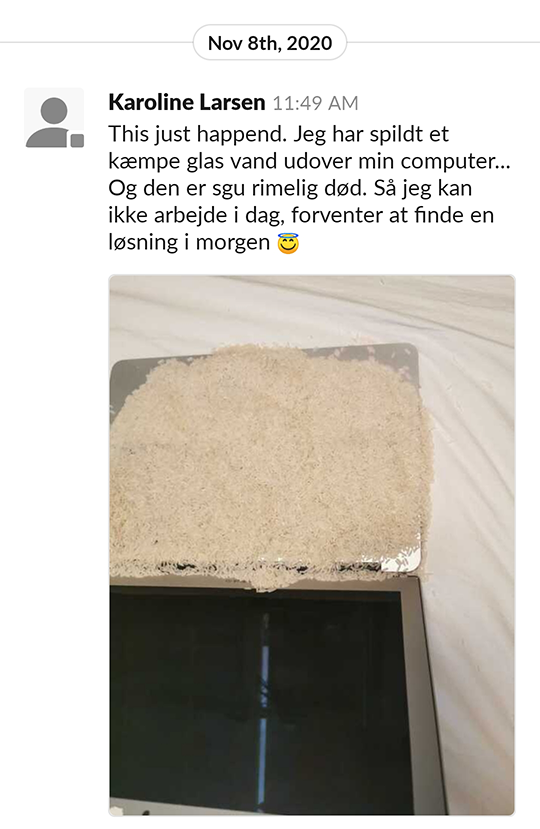 Nov 8th, 2020
Karoline Larsen 11:49 AM
This just happend. Jeg har spildt et
kæmpe glas vand udover min computer...
Og den er sgu rimelig død. Så jeg kan
ikke arbejde i dag, forventer at finde en
løsning i morgen 😇